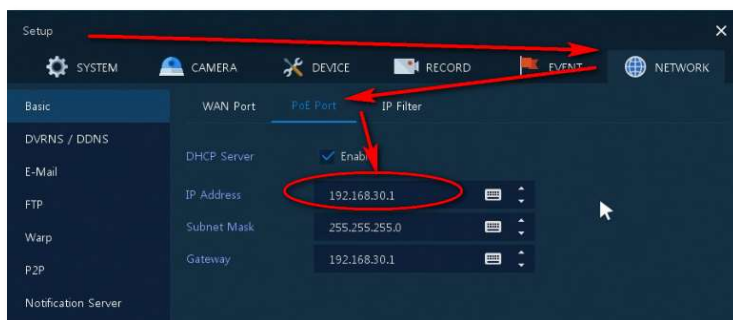 Setup
SYSTEM CAMERA DEVICE RECORD EVENT NETWORK
Basic WAN Port PoE Port IP Filter
DVRNS / DDNS
DHCP Server Enable
E-Mail
IP Address 192.168.30.1
FTP
Subnet Mask 255.255.255.0
Warp
Gateway 192.168.30.1
P2P
Notification Server